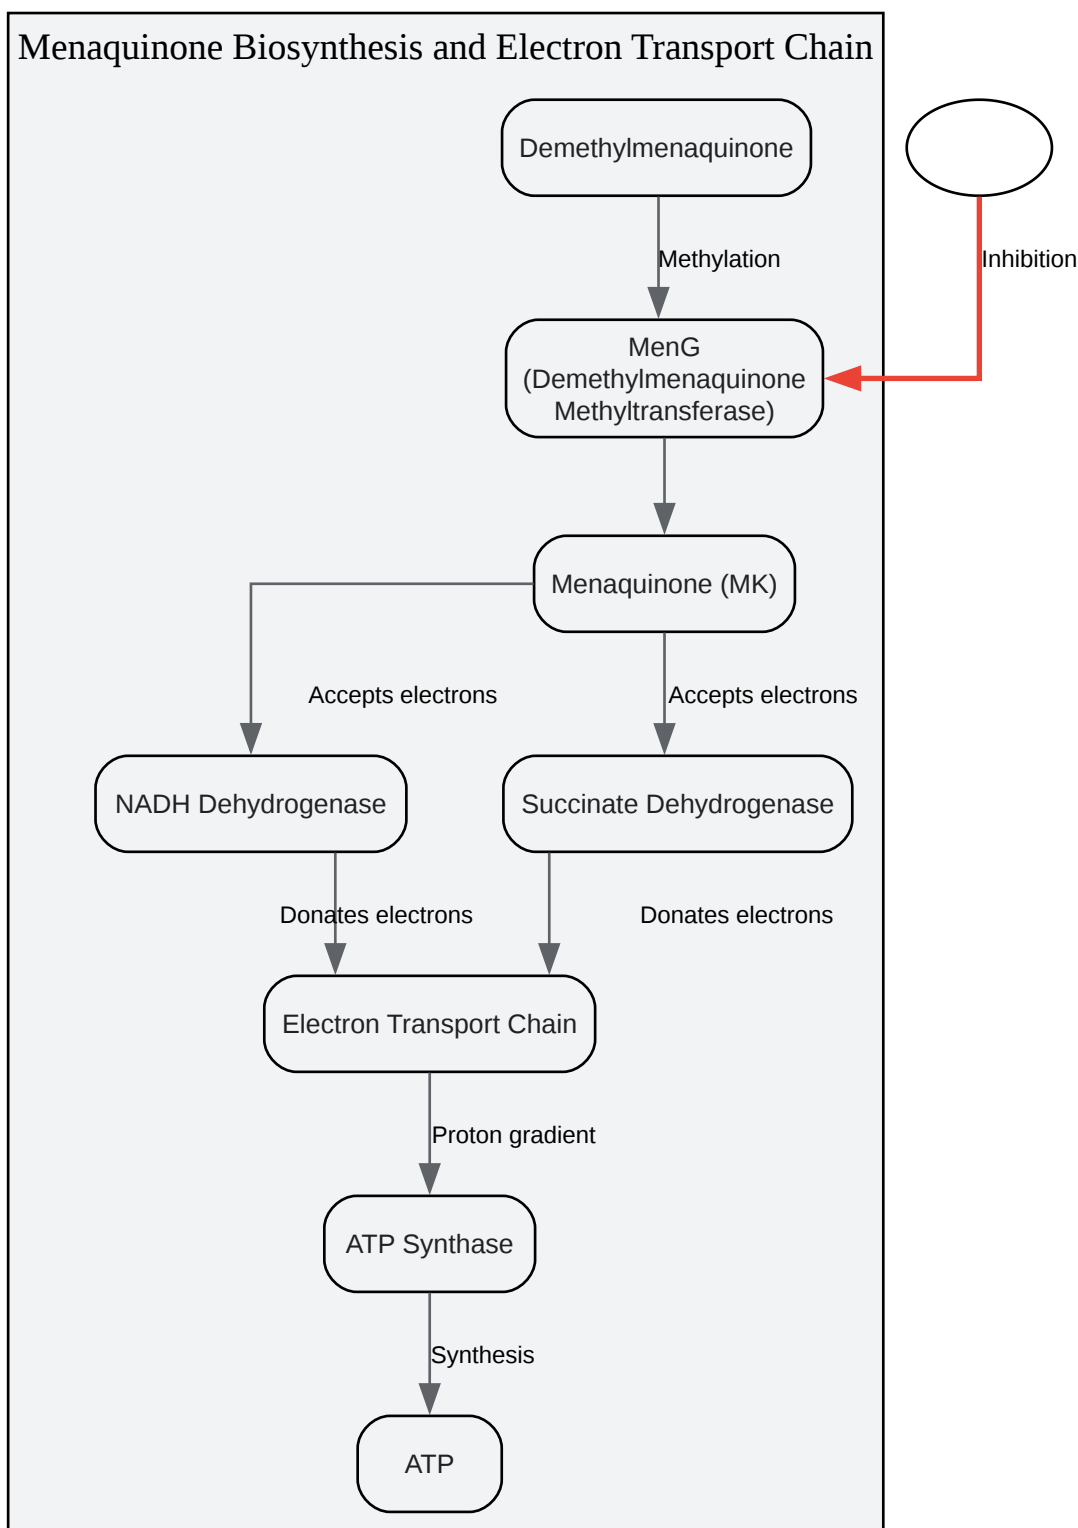 Menaquinone Biosynthesis and Electron Transport Chain
Demethylmenaquinone
Methylation
Inhibition
MenG
(Demethylmenaquinone
Methyltransferase)
Menaquinone (MK)
Accepts electrons
Accepts electrons
NADH Dehydrogenase
Succinate Dehydrogenase
Donates electrons
Donates electrons
Electron Transport Chain
Proton gradient
ATP Synthase
Synthesis
ATP